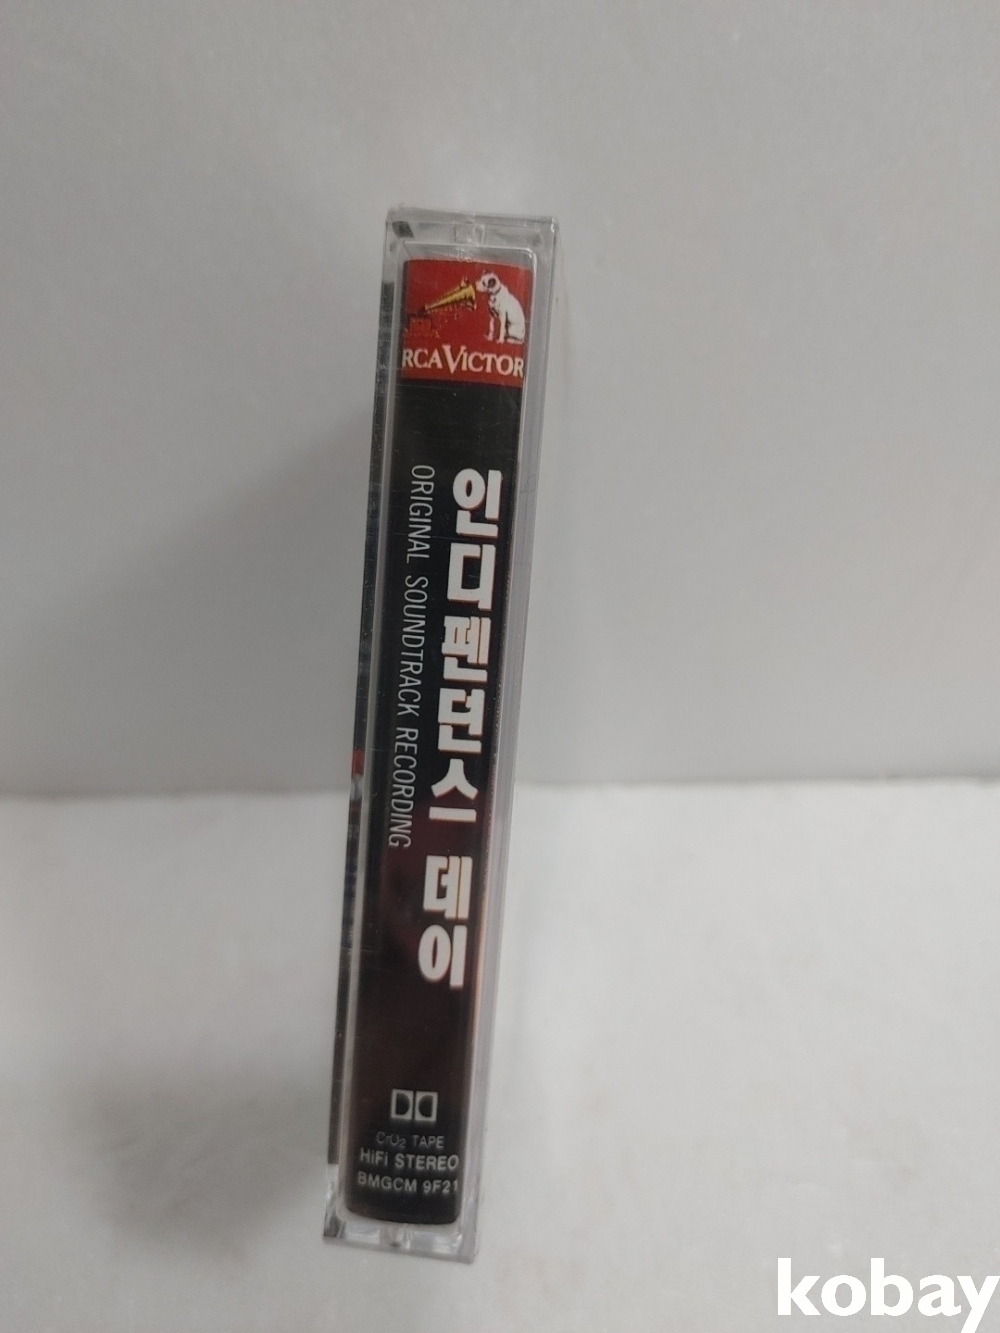 RCA VICTOR
인디펜던스 데이
ORIGINAL SOUNDTRACK RECORDING
CrO₂ TAPE
HiFi STEREO
BMGCM 9F21
kobay